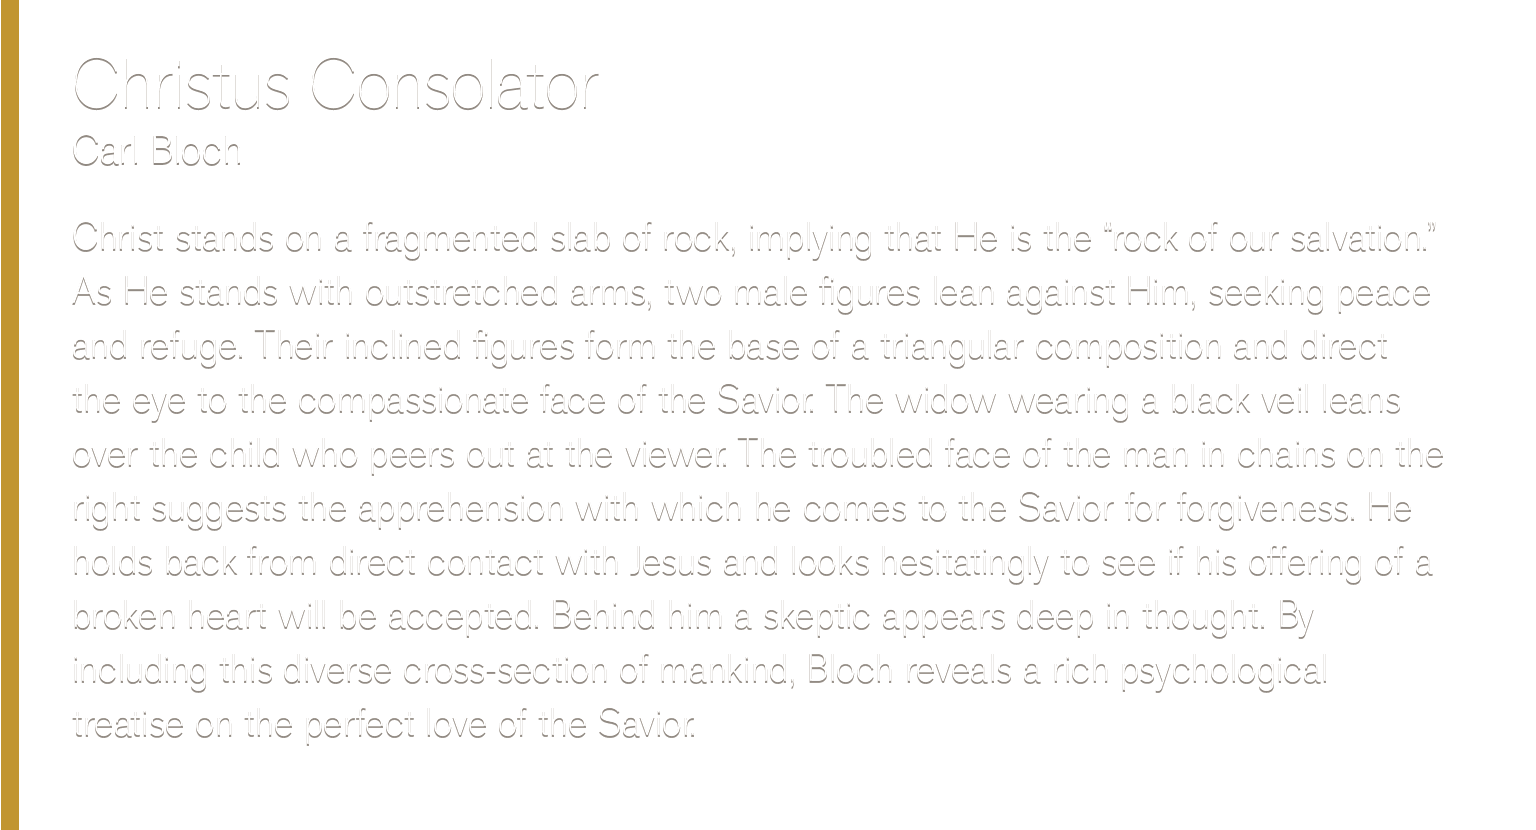 Christus Consolator
Carl Bloch
Christ stands on a fragmented slab of rock, implying that He is the “rock of our salvation.”
As He stands with outstretched arms, two male figures lean against Him, seeking peace
and refuge. Their inclined figures form the base of a triangular composition and direct
the eye to the compassionate face of the Savior. The widow wearing a black veil leans
over the child who peers out at the viewer. The troubled face of the man in chains on the
right suggests the apprehension with which he comes to the Savior for forgiveness. He
holds back from direct contact with Jesus and looks hesitatingly to see if his offering of a
broken heart will be accepted. Behind him a skeptic appears deep in thought. By
including this diverse cross-section of mankind, Bloch reveals a rich psychological
treatise on the perfect love of the Savior.